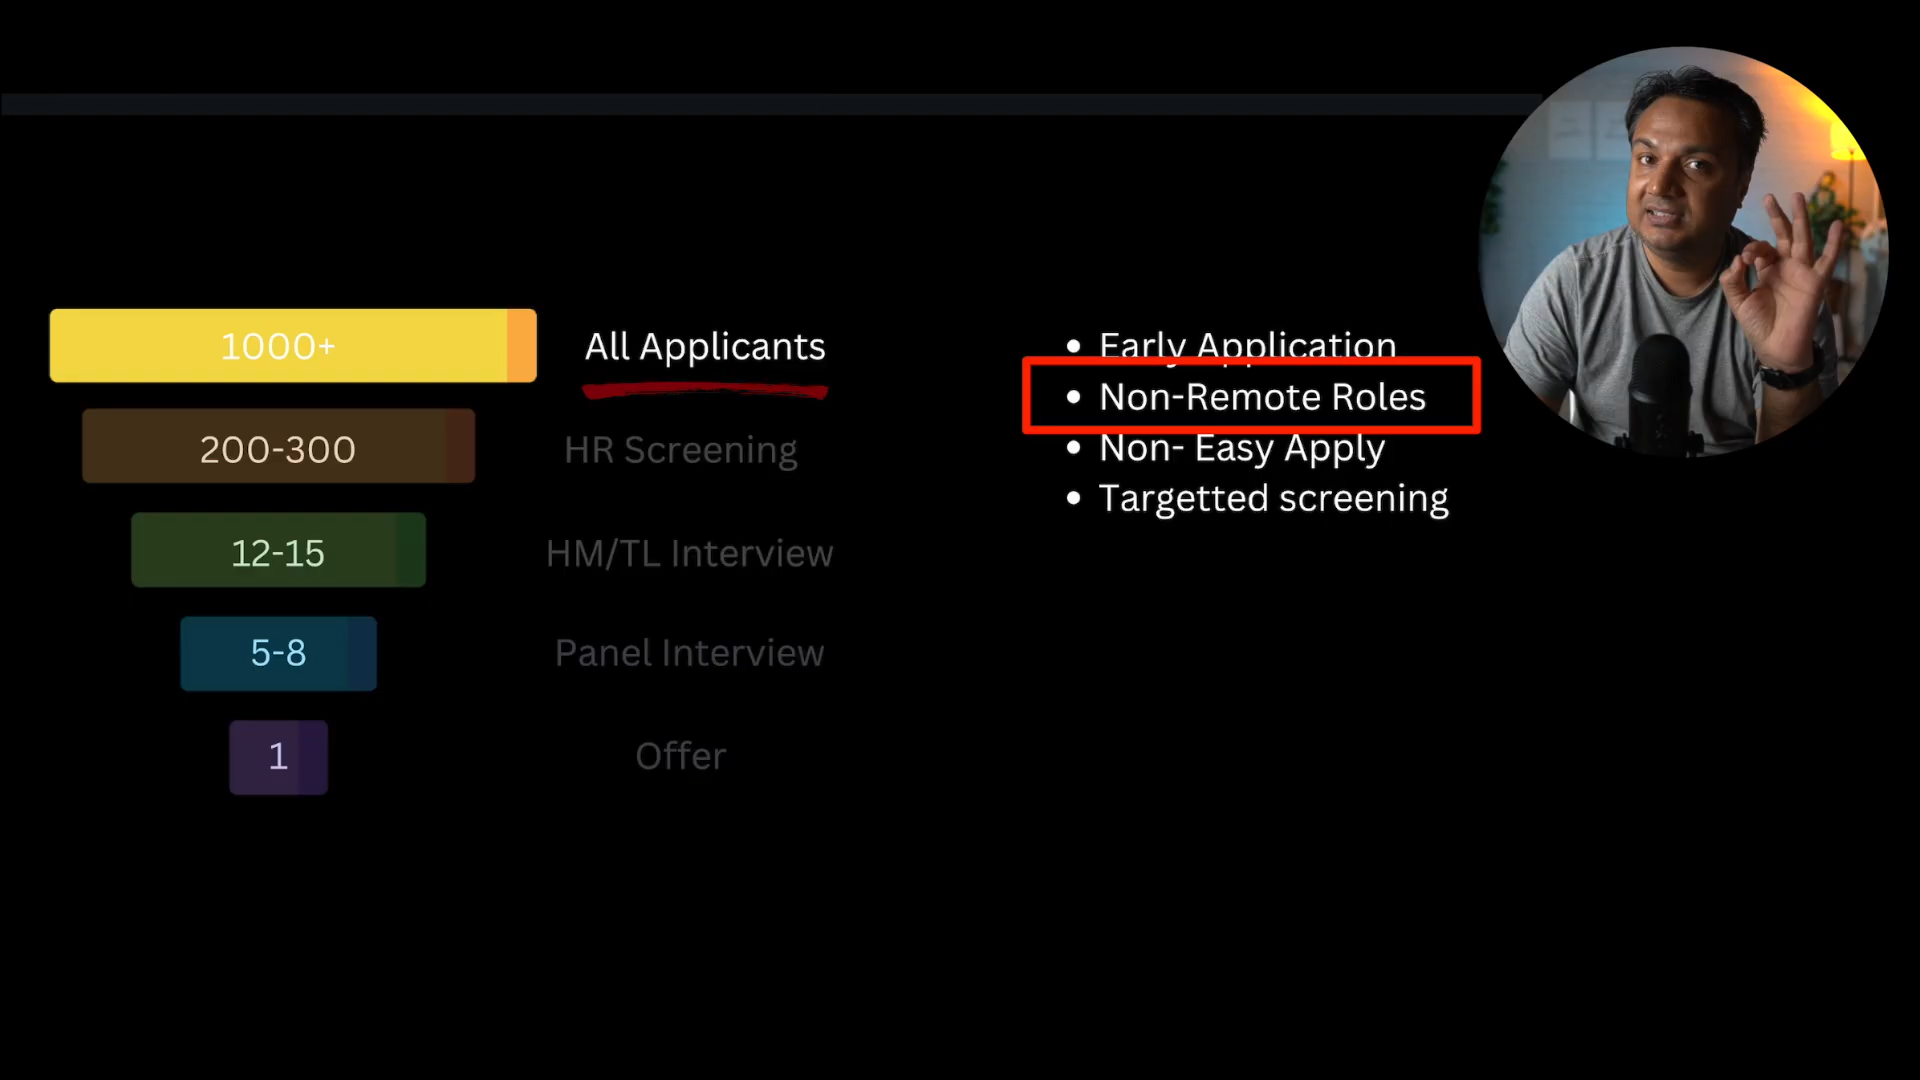 1000+ All Applicants
200-300 HR Screening
12-15 HM/TL Interview
5-8 Panel Interview
1 Offer
• Early Application
• Non-Remote Roles
• Non- Easy Apply
• Targetted screening